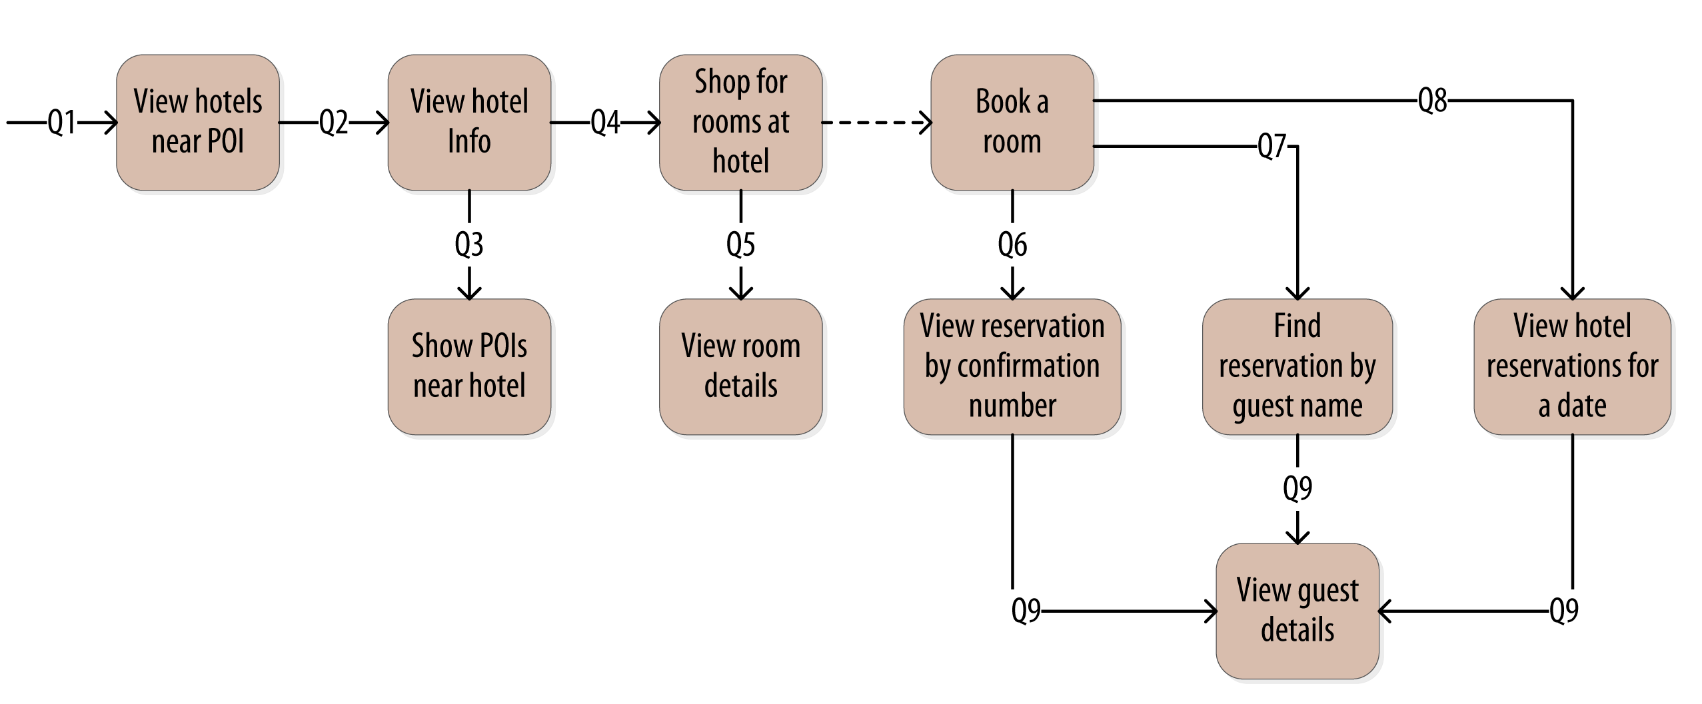 Q1
View hotels
near POI
Q2
View hotel
Info
Q4
Shop for
rooms at
hotel
Book a
room
Q8
Q7
Q3
Q5
Q6
Show POIs
near hotel
View room
details
View reservation
by confirmation
number
Find
reservation by
guest name
View hotel
reservations for
a date
Q9
Q9
View guest
details
Q9